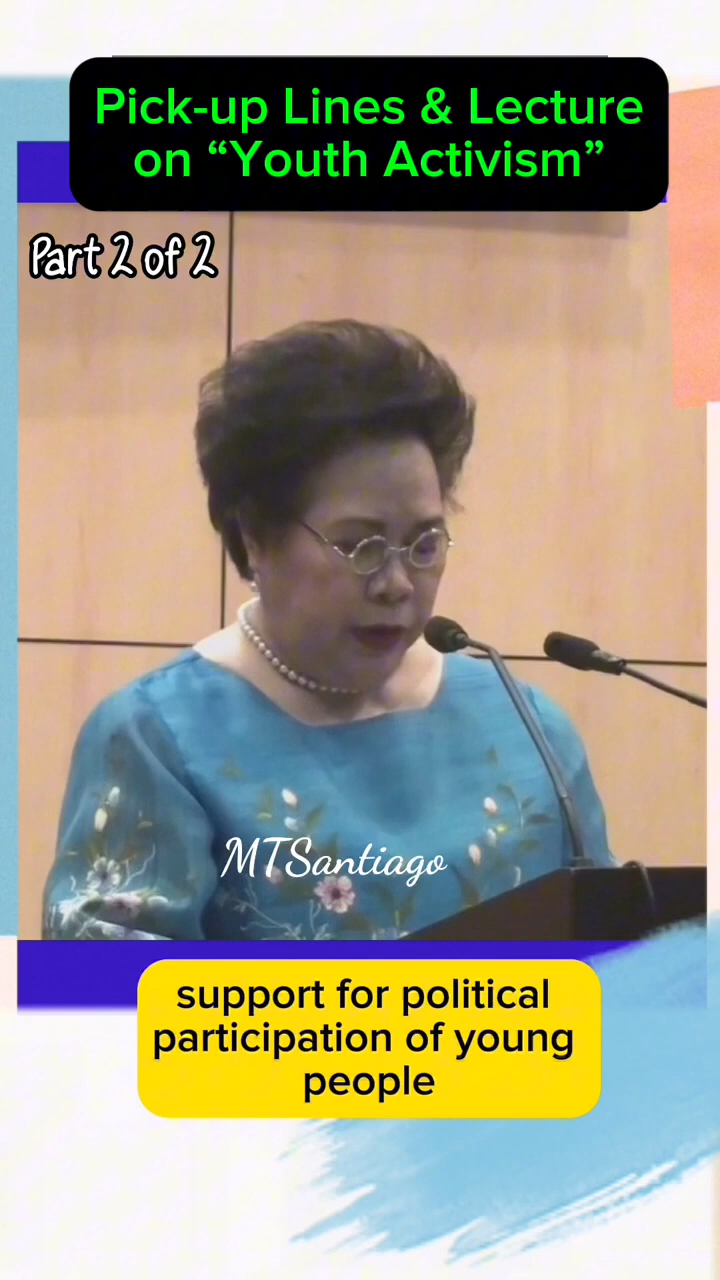 Pick-up Lines & Lecture
on “Youth Activism”
Part 2 of 2
MTSantiago
support for political
participation of young
people